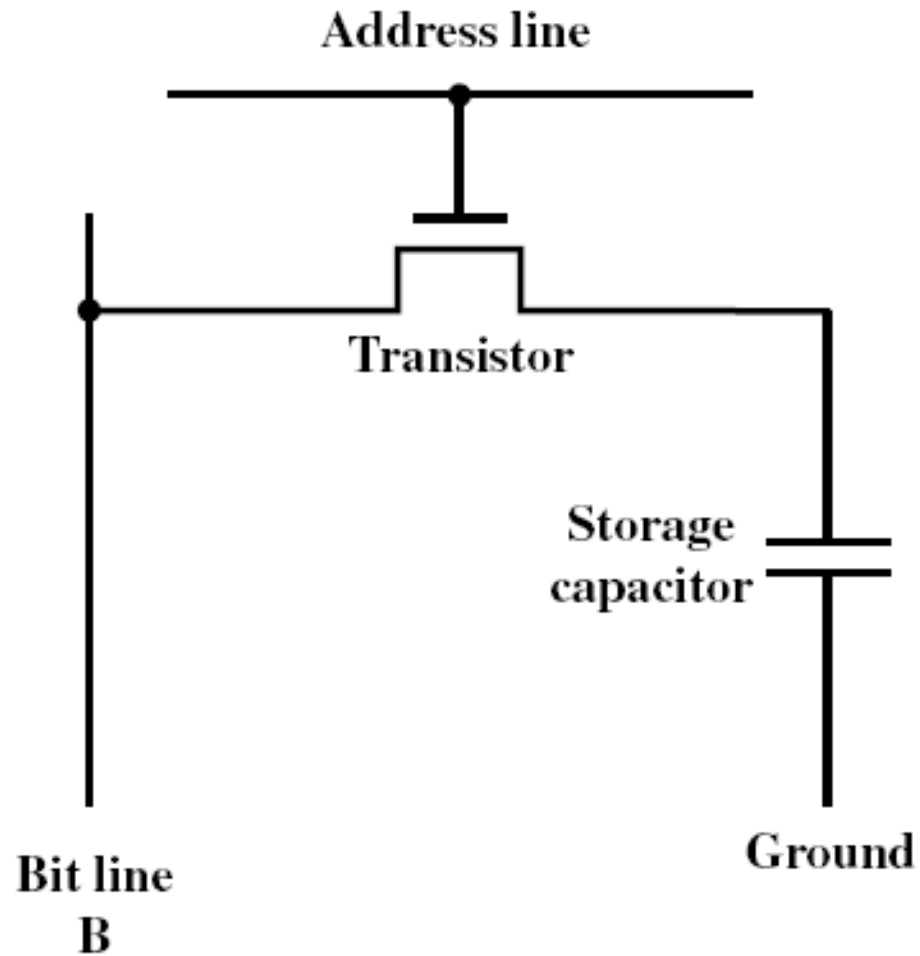 Address line
Transistor
Storage
capacitor
Ground
Bit line
B